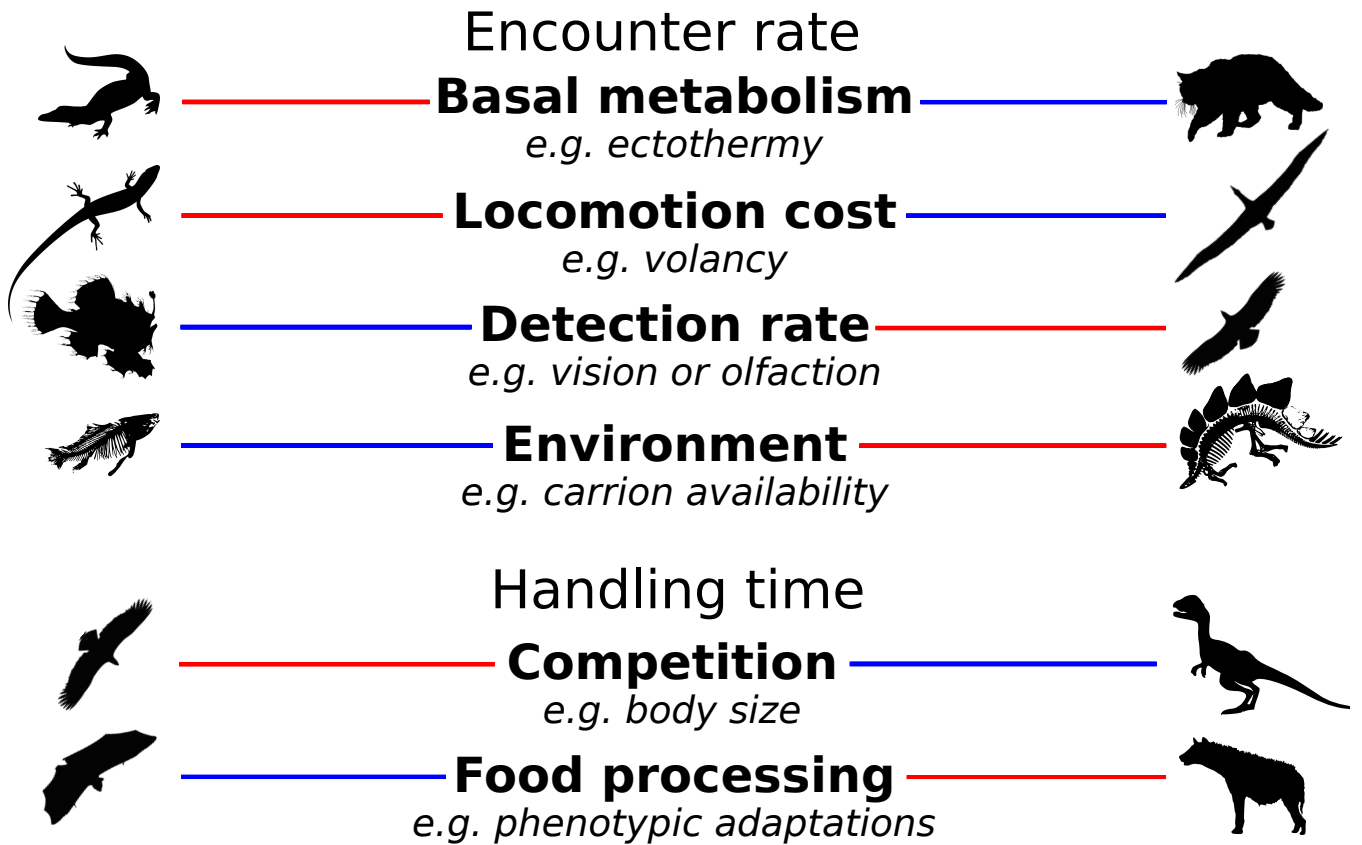 Encounter rate
Basal metabolism
e.g. ectothermy
Locomotion cost
e.g. volancy
Detection rate
e.g. vision or olfaction
Environment
e.g. carrion availability
Handling time
Competition
e.g. body size
Food processing
e.g. phenotypic adaptations